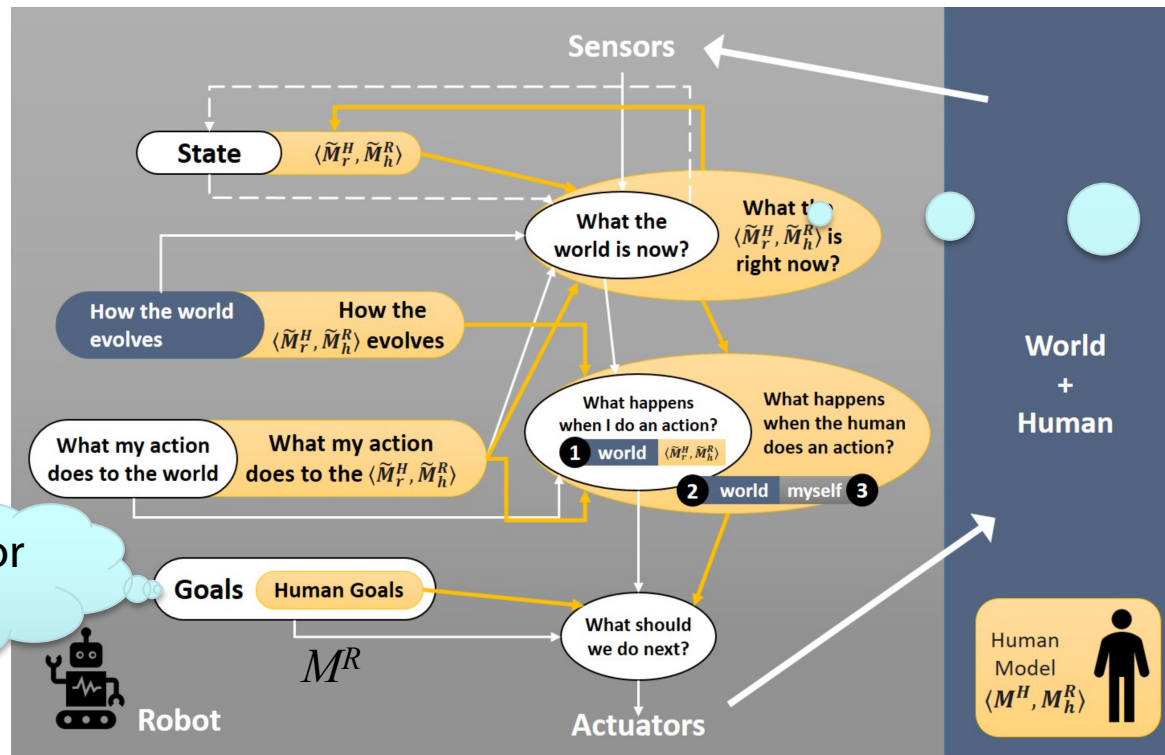 Sensors
State
⟨M̃ᵣᴴ, M̃ₕᴿ⟩
What the
world is now?
What the
⟨M̃ᵣᴴ, M̃ₕᴿ⟩ is
right now?
How the world
evolves
How the
⟨M̃ᵣᴴ, M̃ₕᴿ⟩ evolves
World
+
Human
What happens
when I do an action?
1 world ⟨M̃ᵣᴴ, M̃ₕᴿ⟩
What happens
when the human
does an action?
2 world myself 3
What my action
does to the world
What my action
does to the ⟨M̃ᵣᴴ, M̃ₕᴿ⟩
or
Goals
Human Goals
What should
we do next?
Mᴿ
Human
Model
⟨Mᴴ, Mₕᴿ⟩
Robot
Actuators